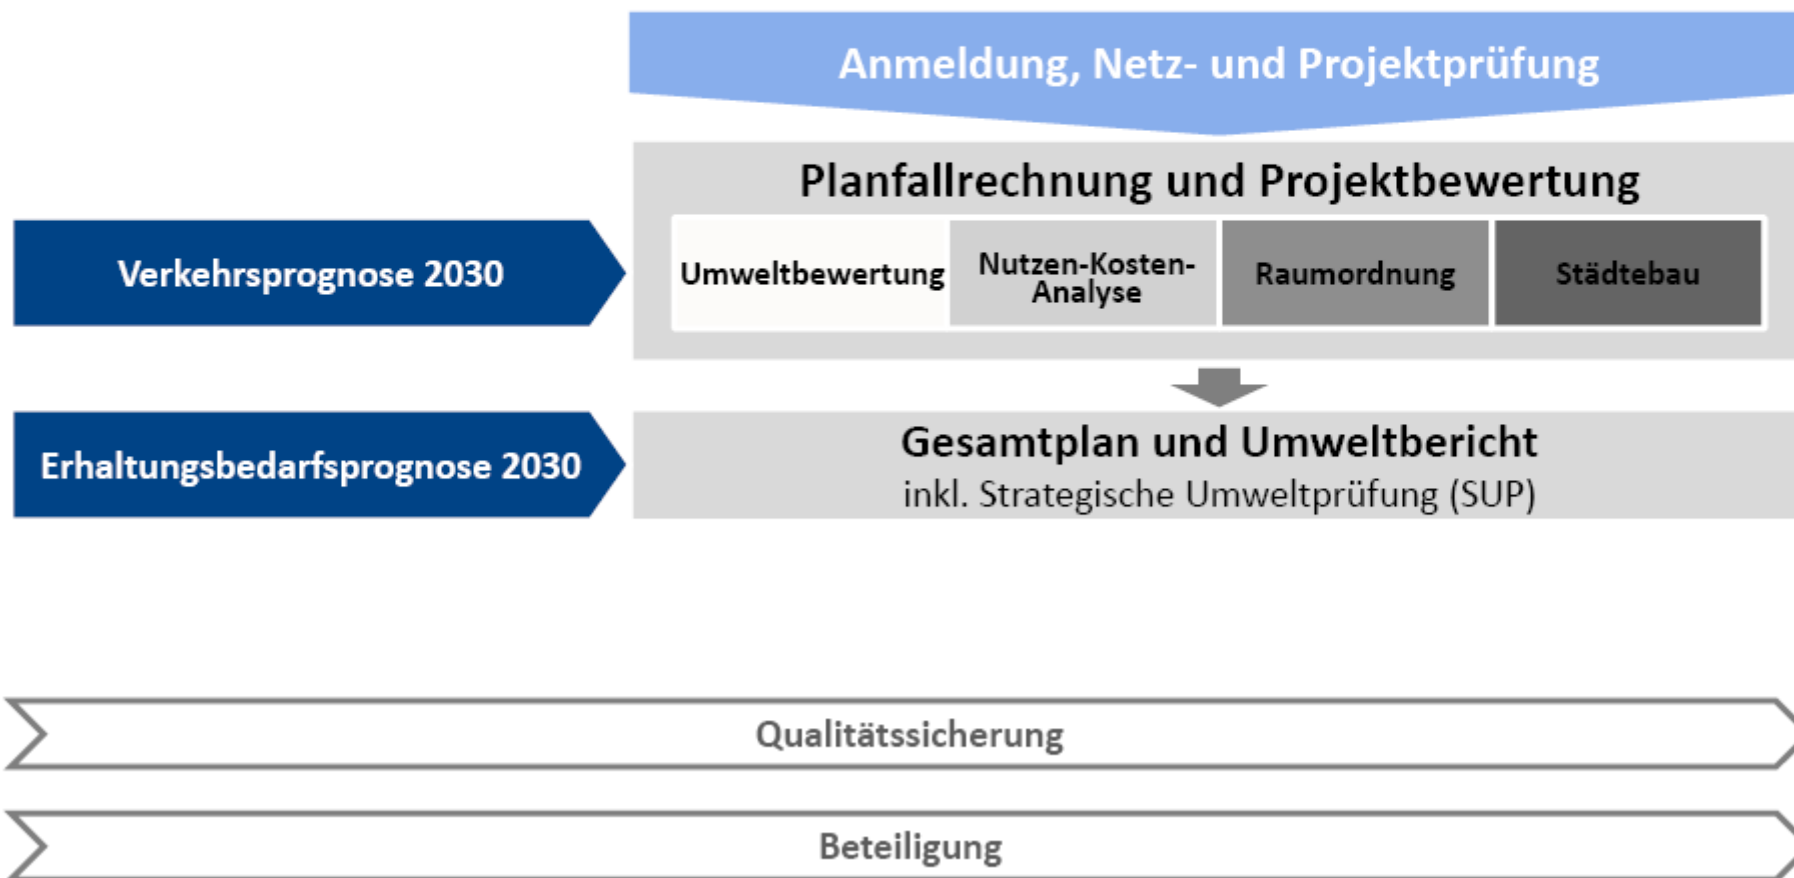 Anmeldung, Netz- und Projektprüfung
Planfallrechnung und Projektbewertung
Verkehrsprognose 2030
Umweltbewertung
Nutzen-Kosten-
Analyse
Raumordnung
Städtebau
Erhaltungsbedarfsprognose 2030
Gesamtplan und Umweltbericht
inkl. Strategische Umweltprüfung (SUP)
Qualitätssicherung
Beteiligung